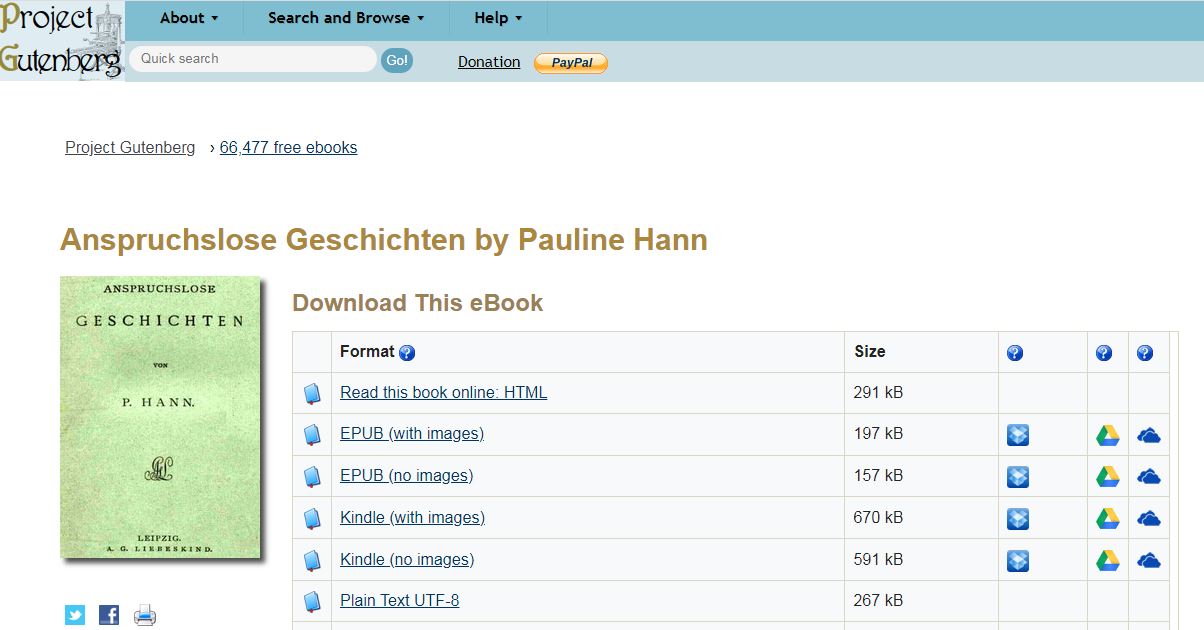 Project
Gutenberg
About
Search and Browse
Help
Quick search
Go!
Donation
PayPal
Project Gutenberg › 66,477 free ebooks
Anspruchslose Geschichten by Pauline Hann
ANSPRUCHSLOSE
GESCHICHTEN
VON
P. HANN.
LEIPZIG.
A. G. LIEBESKIND.
Download This eBook
Format ? Size ? ? ?
Read this book online: HTML 291 kB
EPUB (with images) 197 kB
EPUB (no images) 157 kB
Kindle (with images) 670 kB
Kindle (no images) 591 kB
Plain Text UTF-8 267 kB